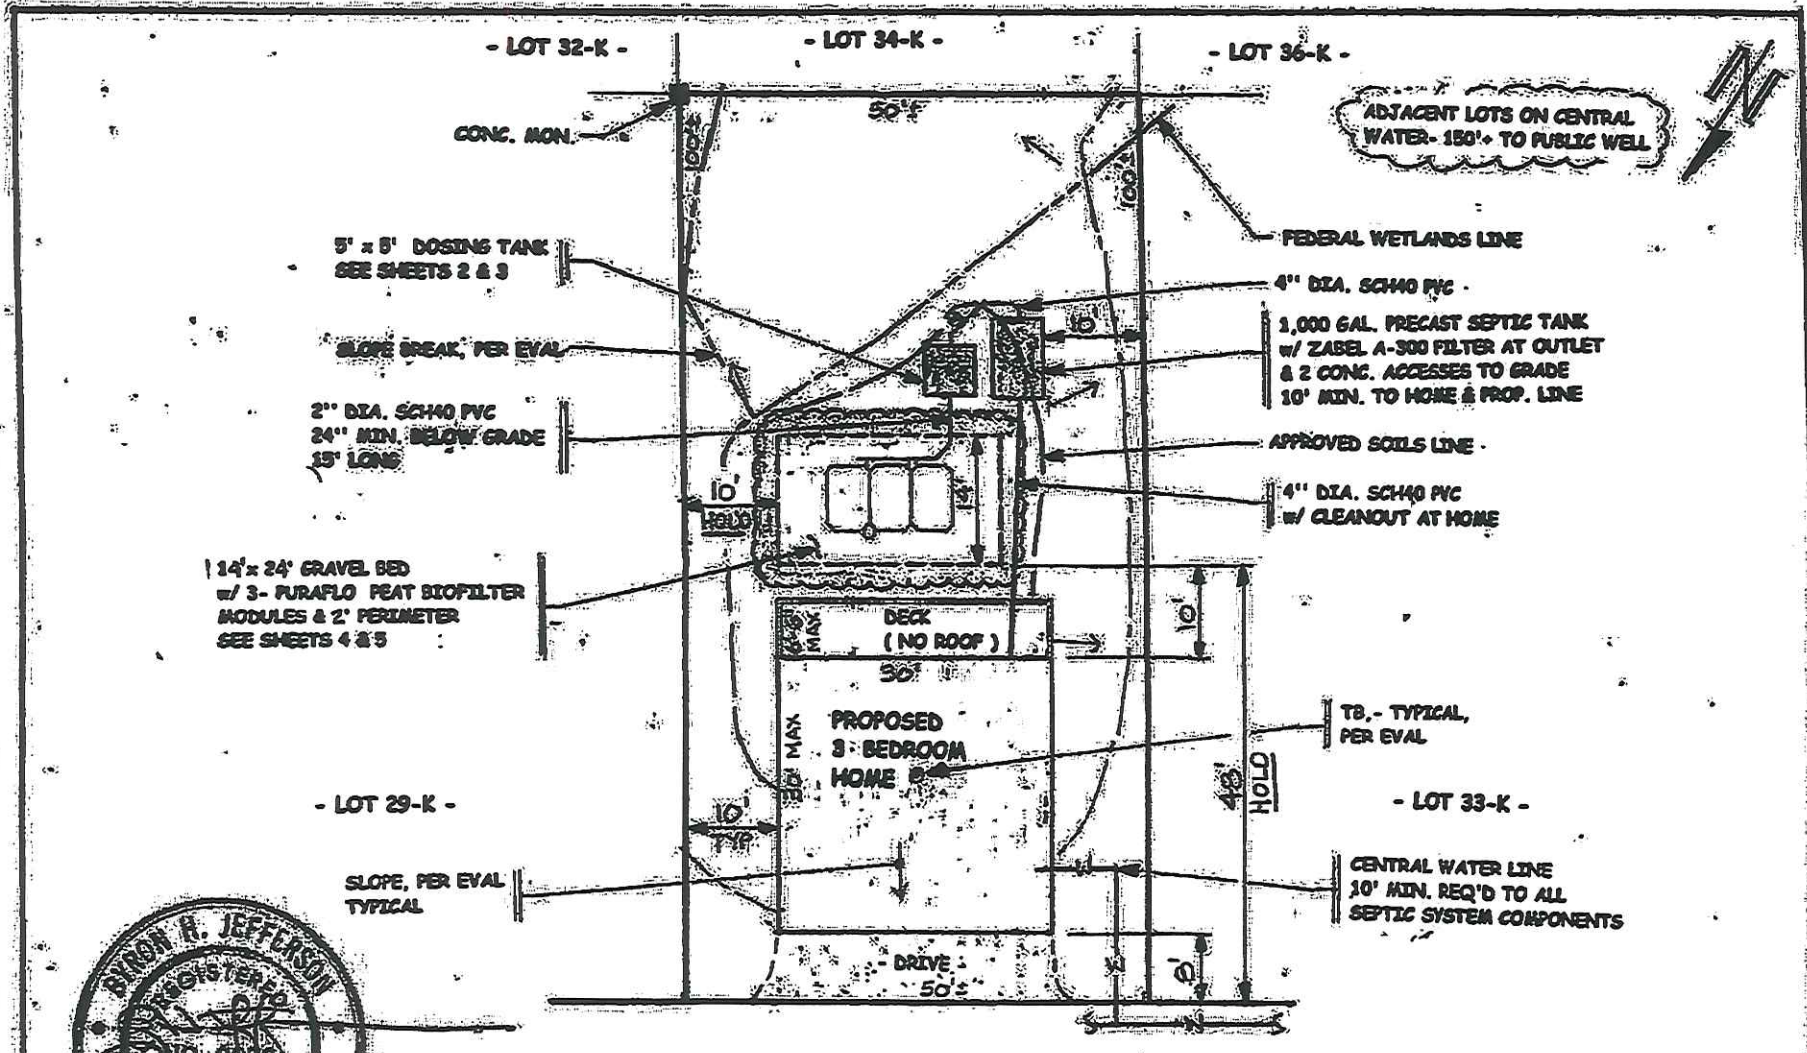 - LOT 32-K -
- LOT 34-K -
- LOT 36-K -
50'±
CONC. MON.
100'±
100'±
ADJACENT LOTS ON CENTRAL
WATER- 150'+ TO PUBLIC WELL
N
5' x 5' DOSING TANK
SEE SHEETS 2 & 3
FEDERAL WETLANDS LINE
4" DIA. SCH40 PVC
1,000 GAL. PRECAST SEPTIC TANK
w/ ZABEL A-300 FILTER AT OUTLET
& 2 CONC. ACCESSES TO GRADE
10' MIN. TO HOME & PROP. LINE
10'
SLOPE BREAK, PER EVAL
2" DIA. SCH40 PVC
24" MIN. BELOW GRADE
15' LONG
APPROVED SOILS LINE
10'
HOLD
4" DIA. SCH40 PVC
w/ CLEANOUT AT HOME
14' x 24' GRAVEL BED
w/ 3- PURAFLO PEAT BIOFILTER
MODULES & 2' PERIMETER
SEE SHEETS 4 & 5
MAX
DECK
( NO ROOF )
10'
30'
30' MAX
PROPOSED
3 BEDROOM
HOME
TB,- TYPICAL,
PER EVAL
48'
HOLD
- LOT 29-K -
- LOT 33-K -
10'
TYP.
SLOPE, PER EVAL
TYPICAL
CENTRAL WATER LINE
10' MIN. REQ'D TO ALL
SEPTIC SYSTEM COMPONENTS
W
- DRIVE -
50'±
W
8'
W
BYRON H. JEFFERSON
REGISTERED